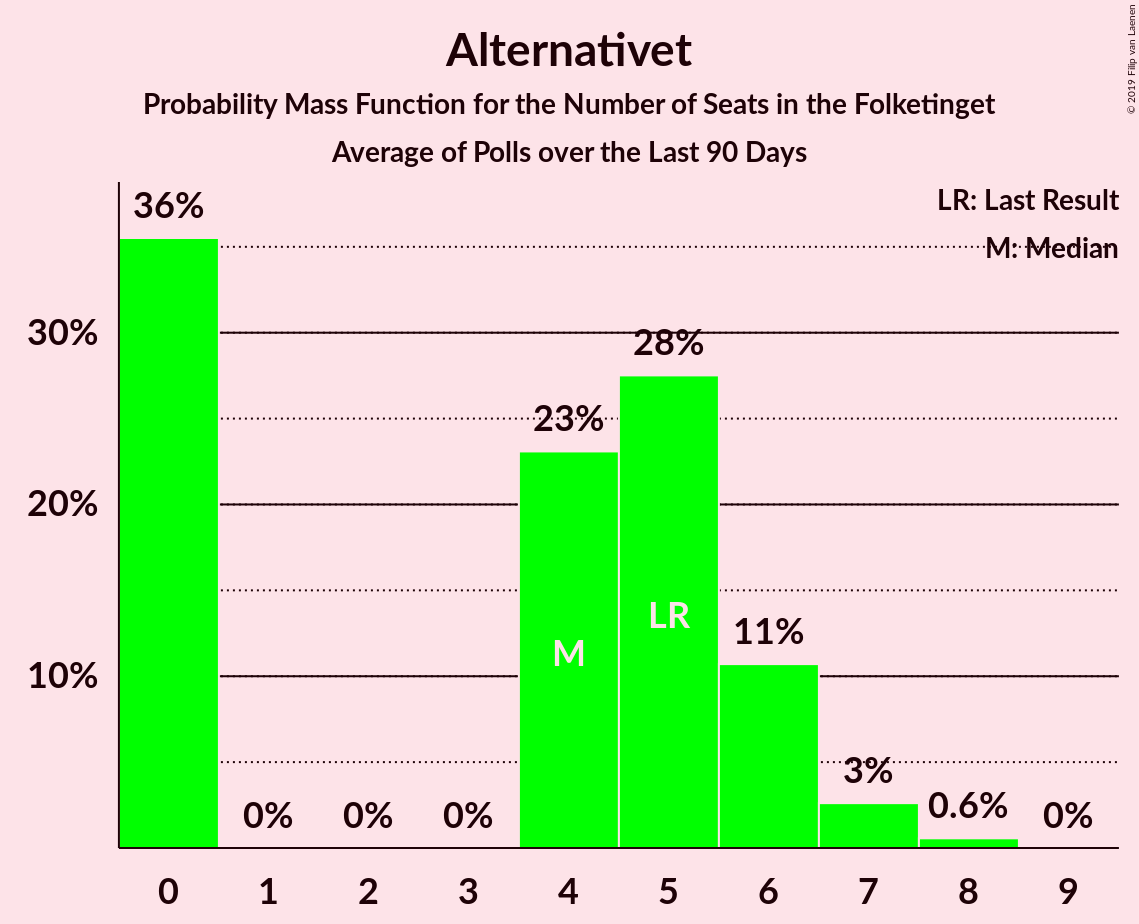 © 2019 Filip van Laenen
Alternativet
Probability Mass Function for the Number of Seats in the Folketinget
Average of Polls over the Last 90 Days
LR: Last Result
M: Median
36%
30%
28%
23%
20%
LR
11%
M
10%
3%
0.6%
0%
0%
0%
0%
0 1 2 3 4 5 6 7 8 9